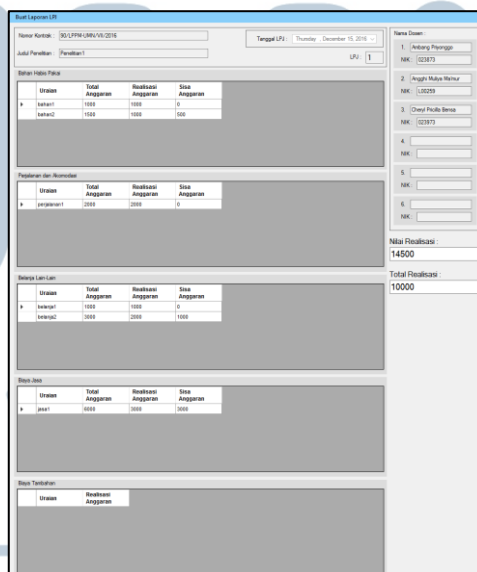 Buat Laporan LPJ
Nomor Kontrak : 90/LPPM-UMN/VII/2016
Tanggal LPJ : Thursday , December 15, 2016
Judul Penelitian : Penelitian1
LPJ : 1
Bahan Habis Pakai
Uraian Total Anggaran Realisasi Anggaran Sisa Anggaran
bahan1 1000 1000 0
bahan2 1500 1000 500
Perjalanan dan Akomodasi
Uraian Total Anggaran Realisasi Anggaran Sisa Anggaran
perjalanan1 2000 2000 0
Belanja Lain-Lain
Uraian Total Anggaran Realisasi Anggaran Sisa Anggaran
belanja1 1000 1000 0
belanja2 3000 2000 1000
Biaya Jasa
Uraian Total Anggaran Realisasi Anggaran Sisa Anggaran
jasa1 6000 3000 3000
Biaya Tambahan
Uraian Realisasi Anggaran
Nama Dosen :
1. Ambang Priyonggo
NIK : 023873
2. Angghi Muliya
NIK : L00259
3. Cheryl Pricilla Bensa
NIK : 023973
4.
NIK :
5.
NIK :
6.
NIK :
Nilai Realisasi :
14500
Total Realisasi :
10000